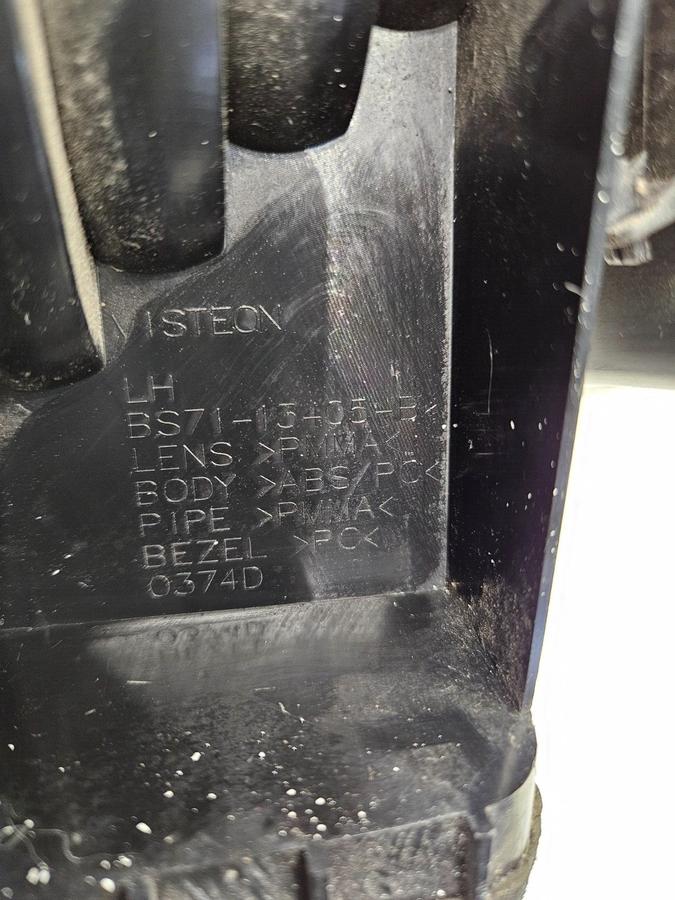 VISTEON
LH
BS71-13405-B<
LENS >PMMA<
BODY >ABS/PC<
PIPE >PMMA<
BEZEL >PC<
0374D